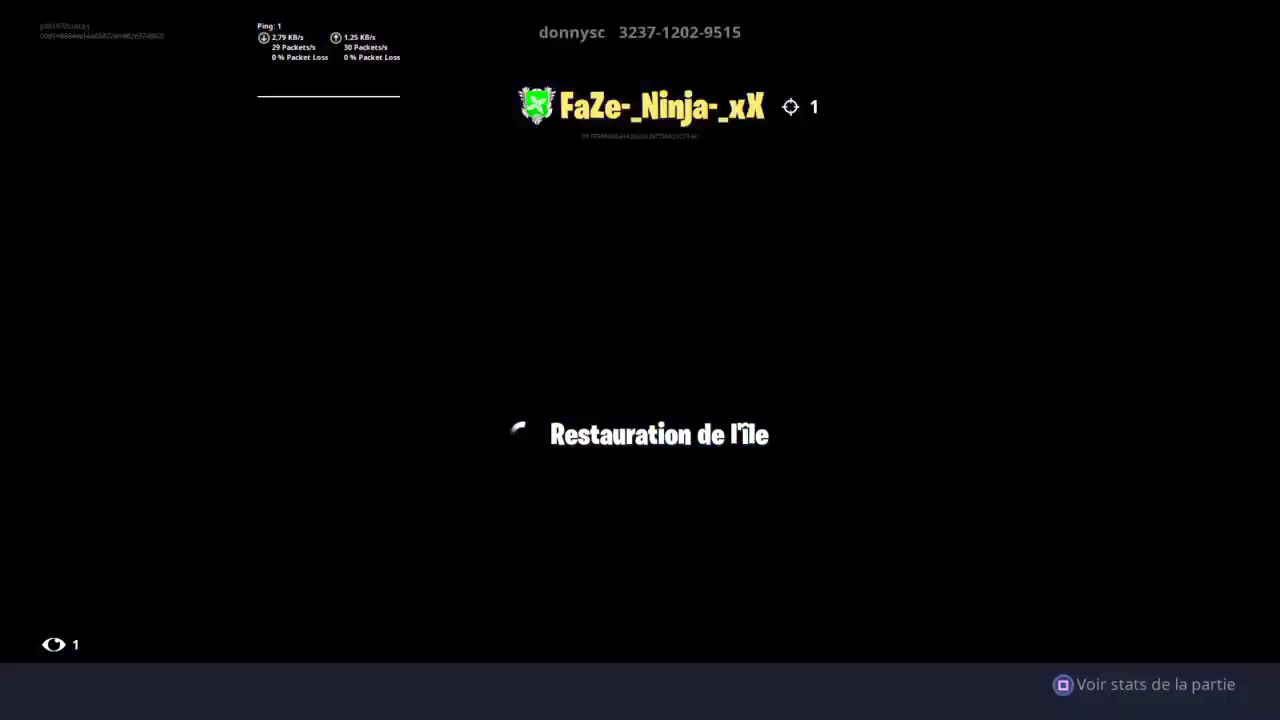 Ping: 1
2.79 KB/s 1.25 KB/s
29 Packets/s 30 Packets/s
0 % Packet Loss 0 % Packet Loss
donnysc 3237-1202-9515
FaZe-_Ninja-_xX 1
Restauration de l'île
1
Voir stats de la partie